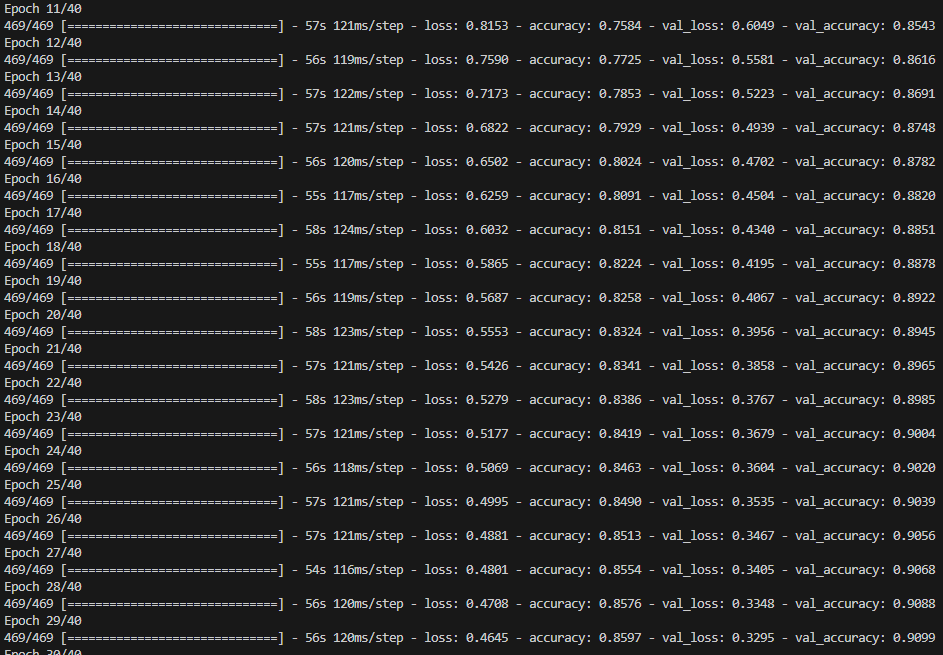 Epoch 11/40
469/469 [==============================] - 57s 121ms/step - loss: 0.8153 - accuracy: 0.7584 - val_loss: 0.6049 - val_accuracy: 0.8543
Epoch 12/40
469/469 [==============================] - 56s 119ms/step - loss: 0.7590 - accuracy: 0.7725 - val_loss: 0.5581 - val_accuracy: 0.8616
Epoch 13/40
469/469 [==============================] - 57s 122ms/step - loss: 0.7173 - accuracy: 0.7853 - val_loss: 0.5223 - val_accuracy: 0.8691
Epoch 14/40
469/469 [==============================] - 57s 121ms/step - loss: 0.6822 - accuracy: 0.7929 - val_loss: 0.4939 - val_accuracy: 0.8748
Epoch 15/40
469/469 [==============================] - 56s 120ms/step - loss: 0.6502 - accuracy: 0.8024 - val_loss: 0.4702 - val_accuracy: 0.8782
Epoch 16/40
469/469 [==============================] - 55s 117ms/step - loss: 0.6259 - accuracy: 0.8091 - val_loss: 0.4504 - val_accuracy: 0.8820
Epoch 17/40
469/469 [==============================] - 58s 124ms/step - loss: 0.6032 - accuracy: 0.8151 - val_loss: 0.4340 - val_accuracy: 0.8851
Epoch 18/40
469/469 [==============================] - 55s 117ms/step - loss: 0.5865 - accuracy: 0.8224 - val_loss: 0.4195 - val_accuracy: 0.8878
Epoch 19/40
469/469 [==============================] - 56s 119ms/step - loss: 0.5687 - accuracy: 0.8258 - val_loss: 0.4067 - val_accuracy: 0.8922
Epoch 20/40
469/469 [==============================] - 58s 123ms/step - loss: 0.5553 - accuracy: 0.8324 - val_loss: 0.3956 - val_accuracy: 0.8945
Epoch 21/40
469/469 [==============================] - 57s 121ms/step - loss: 0.5426 - accuracy: 0.8341 - val_loss: 0.3858 - val_accuracy: 0.8965
Epoch 22/40
469/469 [==============================] - 58s 123ms/step - loss: 0.5279 - accuracy: 0.8386 - val_loss: 0.3767 - val_accuracy: 0.8985
Epoch 23/40
469/469 [==============================] - 57s 121ms/step - loss: 0.5177 - accuracy: 0.8419 - val_loss: 0.3679 - val_accuracy: 0.9004
Epoch 24/40
469/469 [==============================] - 56s 118ms/step - loss: 0.5069 - accuracy: 0.8463 - val_loss: 0.3604 - val_accuracy: 0.9020
Epoch 25/40
469/469 [==============================] - 57s 121ms/step - loss: 0.4995 - accuracy: 0.8490 - val_loss: 0.3535 - val_accuracy: 0.9039
Epoch 26/40
469/469 [==============================] - 57s 121ms/step - loss: 0.4881 - accuracy: 0.8513 - val_loss: 0.3467 - val_accuracy: 0.9056
Epoch 27/40
469/469 [==============================] - 54s 116ms/step - loss: 0.4801 - accuracy: 0.8554 - val_loss: 0.3405 - val_accuracy: 0.9068
Epoch 28/40
469/469 [==============================] - 56s 120ms/step - loss: 0.4708 - accuracy: 0.8576 - val_loss: 0.3348 - val_accuracy: 0.9088
Epoch 29/40
469/469 [==============================] - 56s 120ms/step - loss: 0.4645 - accuracy: 0.8597 - val_loss: 0.3295 - val_accuracy: 0.9099
Epoch 30/40